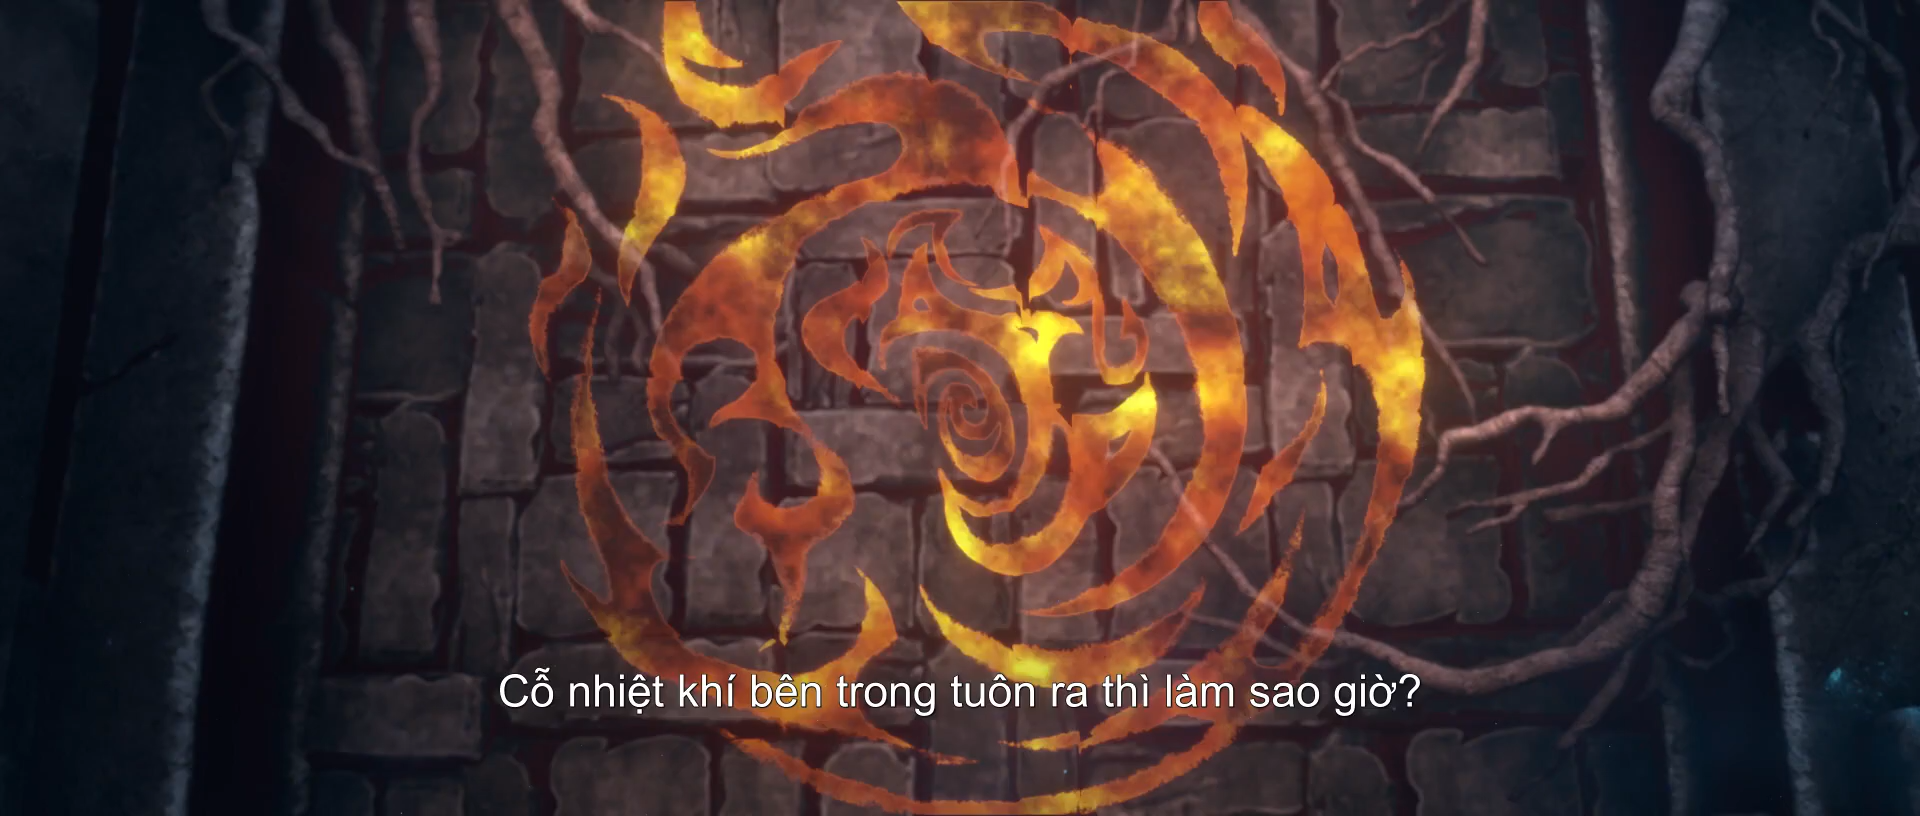 Cỗ nhiệt khí bên trong tuôn ra thì làm sao giờ?